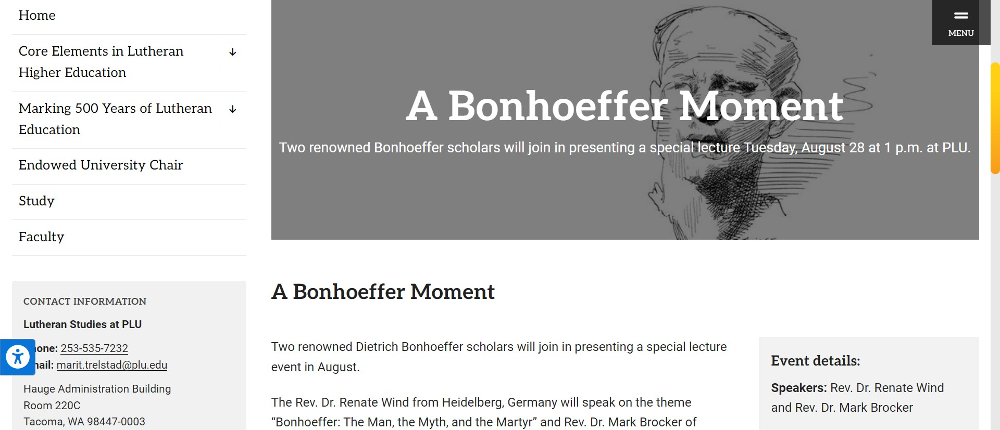 Home
Core Elements in Lutheran
Higher Education
Marking 500 Years of Lutheran
Education
Endowed University Chair
Study
Faculty
CONTACT INFORMATION
Lutheran Studies at PLU
one: 253-535-7232
ail: marit.trelstad@plu.edu
Hauge Administration Building
Room 220C
Tacoma, WA 98447-0003
MENU
A Bonhoeffer Moment
Two renowned Bonhoeffer scholars will join in presenting a special lecture Tuesday, August 28 at 1 p.m. at PLU.
A Bonhoeffer Moment
Two renowned Dietrich Bonhoeffer scholars will join in presenting a special lecture
event in August.
The Rev. Dr. Renate Wind from Heidelberg, Germany will speak on the theme
“Bonhoeffer: The Man, the Myth, and the Martyr” and Rev. Dr. Mark Brocker of
Event details:
Speakers: Rev. Dr. Renate Wind
and Rev. Dr. Mark Brocker